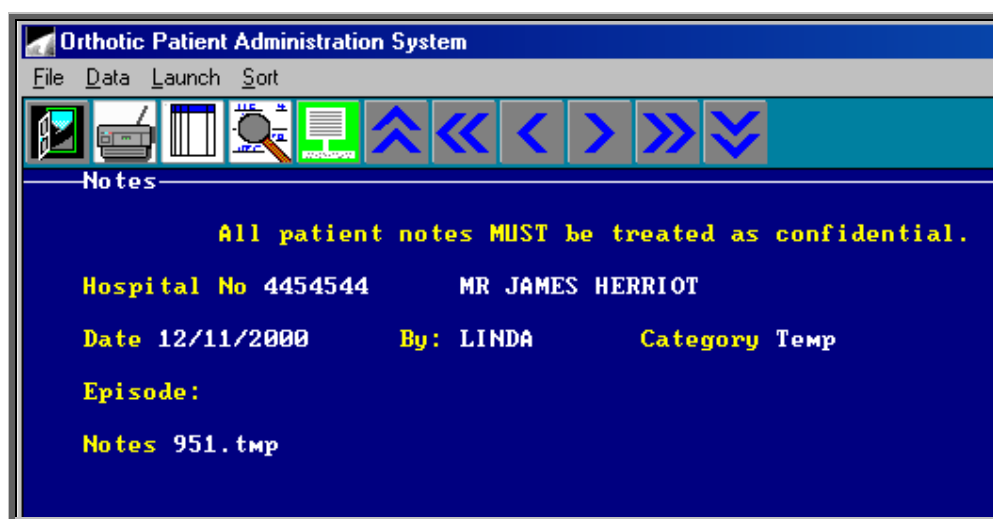 Orthotic Patient Administration System
File Data Launch Sort
Notes
All patient notes MUST be treated as confidential.
Hospital No 4454544 MR JAMES HERRIOT
Date 12/11/2000 By: LINDA Category Temp
Episode:
Notes 951.tmp